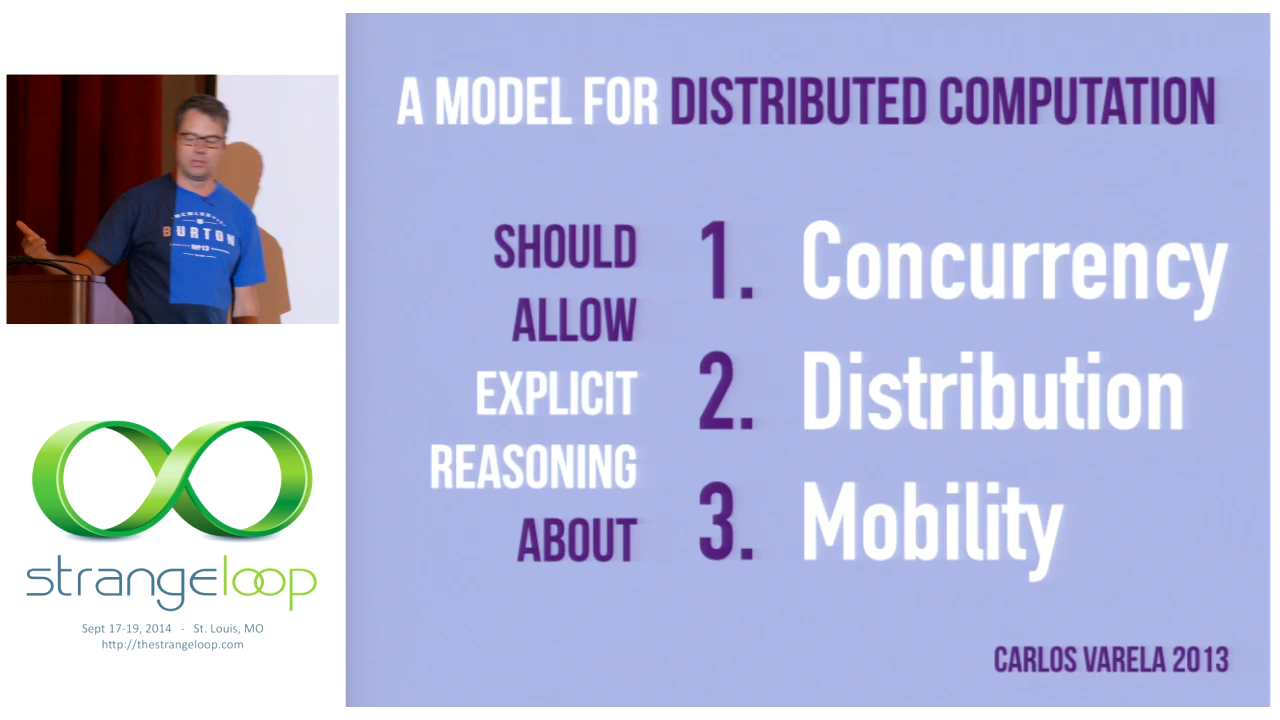 A MODEL FOR DISTRIBUTED COMPUTATION
SHOULD
ALLOW
EXPLICIT
REASONING
ABOUT
1. Concurrency
2. Distribution
3. Mobility
CARLOS VARELA 2013
BURTON
strangeloop
Sept 17-19, 2014 - St. Louis, MO
http://thestrangeloop.com